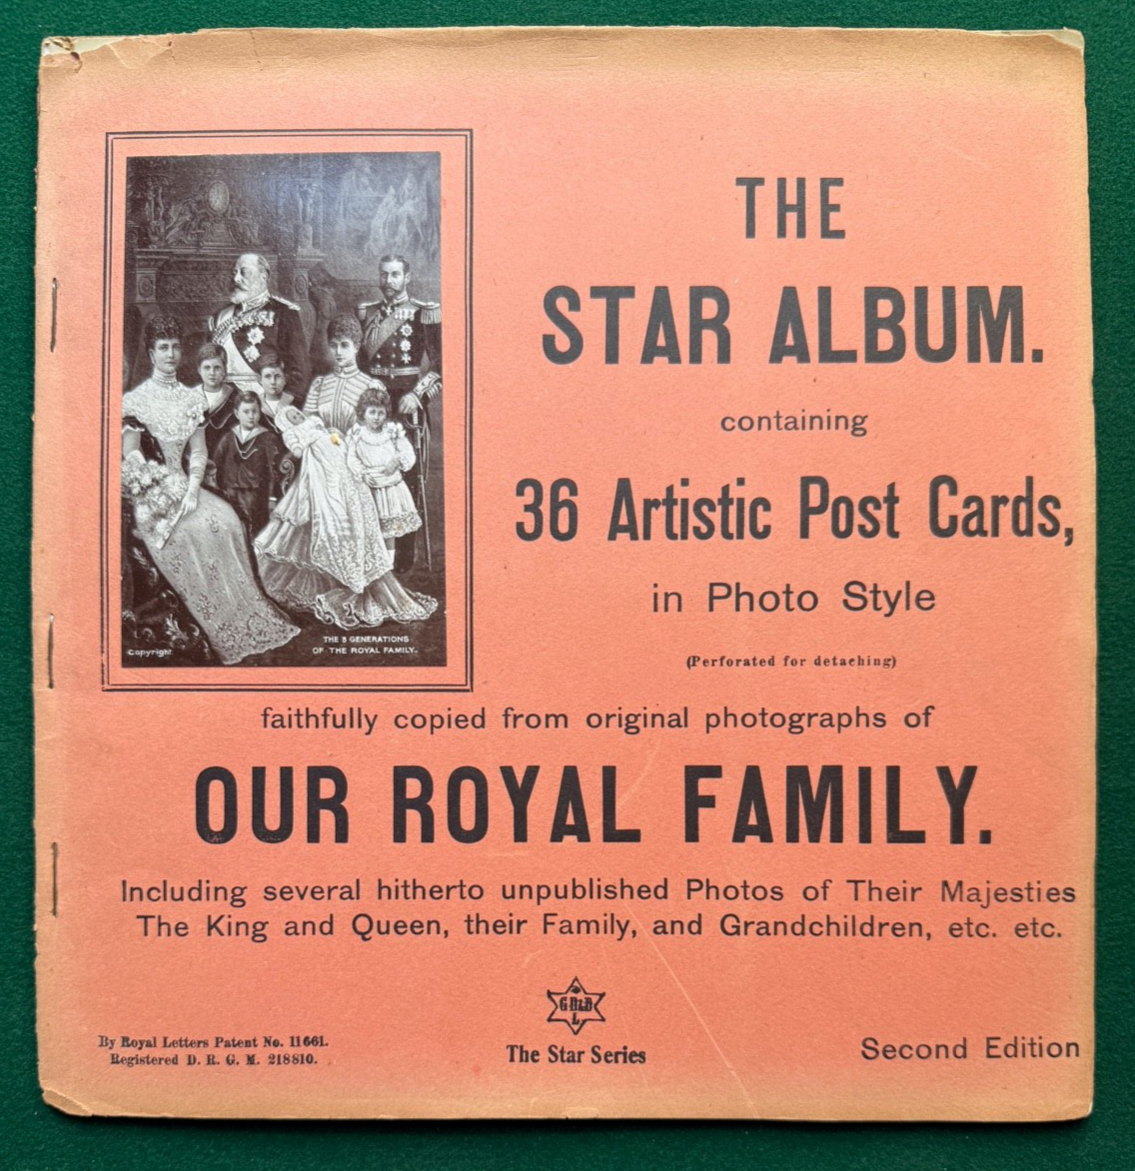 THE
STAR ALBUM.
containing
36 Artistic Post Cards,
in Photo Style
(Perforated for detaching)
Copyright.
THE 3 GENERATIONS
OF THE ROYAL FAMILY.
faithfully copied from original photographs of
OUR ROYAL FAMILY.
Including several hitherto unpublished Photos of Their Majesties
The King and Queen, their Family, and Grandchildren, etc. etc.
By Royal Letters Patent No. 11661.
Registered D. R. G. M. 218810.
G D & D
L
The Star Series
Second Edition